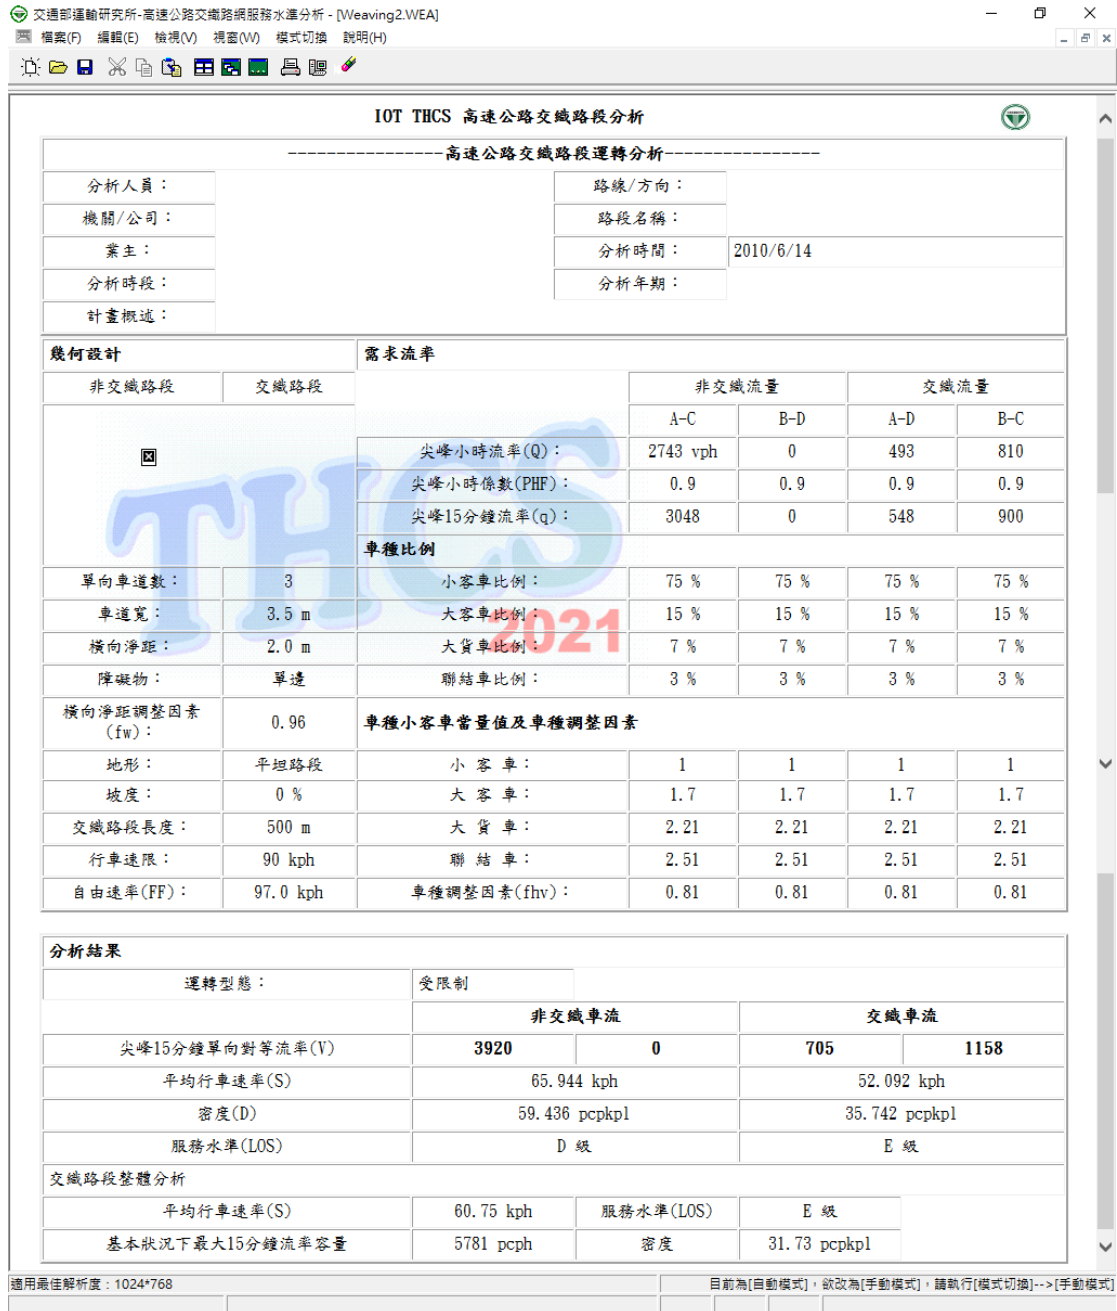 交通部運輸研究所-高速公路交織路網服務水準分析 - [Weaving2.WEA]
檔案(F) 編輯(E) 檢視(V) 視窗(W) 模式切換 說明(H)
IOT THCS 高速公路交織路段分析
----------------高速公路交織路段運轉分析----------------
分析人員： 路線/方向：
機關/公司： 路段名稱：
業主： 分析時間： 2010/6/14
分析時段： 分析年期：
計畫概述：
幾何設計 需求流率
非交織路段 交織路段 非交織流量 交織流量
A-C B-D A-D B-C
尖峰小時流率(Q)： 2743 vph 0 493 810
尖峰小時係數(PHF)： 0.9 0.9 0.9 0.9
尖峰15分鐘流率(q)： 3048 0 548 900
車種比例
單向車道數： 3 小客車比例： 75 % 75 % 75 % 75 %
車道寬： 3.5 m 大客車比例： 15 % 15 % 15 % 15 %
橫向淨距： 2.0 m 大貨車比例： 7 % 7 % 7 % 7 %
障礙物： 單邊 聯結車比例： 3 % 3 % 3 % 3 %
橫向淨距調整因素(fw)： 0.96 車種小客車當量值及車種調整因素
地形： 平坦路段 小 客 車： 1 1 1 1
坡度： 0 % 大 客 車： 1.7 1.7 1.7 1.7
交織路段長度： 500 m 大 貨 車： 2.21 2.21 2.21 2.21
行車速限： 90 kph 聯 結 車： 2.51 2.51 2.51 2.51
自由速率(FF)： 97.0 kph 車種調整因素(fhv)： 0.81 0.81 0.81 0.81
THCS
2021
分析結果
運轉型態： 受限制
非交織車流 交織車流
尖峰15分鐘單向對等流率(V) 3920 0 705 1158
平均行車速率(S) 65.944 kph 52.092 kph
密度(D) 59.436 pcpkpl 35.742 pcpkpl
服務水準(LOS) D 級 E 級
交織路段整體分析
平均行車速率(S) 60.75 kph 服務水準(LOS) E 級
基本狀況下最大15分鐘流率容量 5781 pcph 密度 31.73 pcpkpl
適用最佳解析度：1024*768 目前為[自動模式]，欲改為[手動模式]，請執行[模式切換]-->[手動模式]